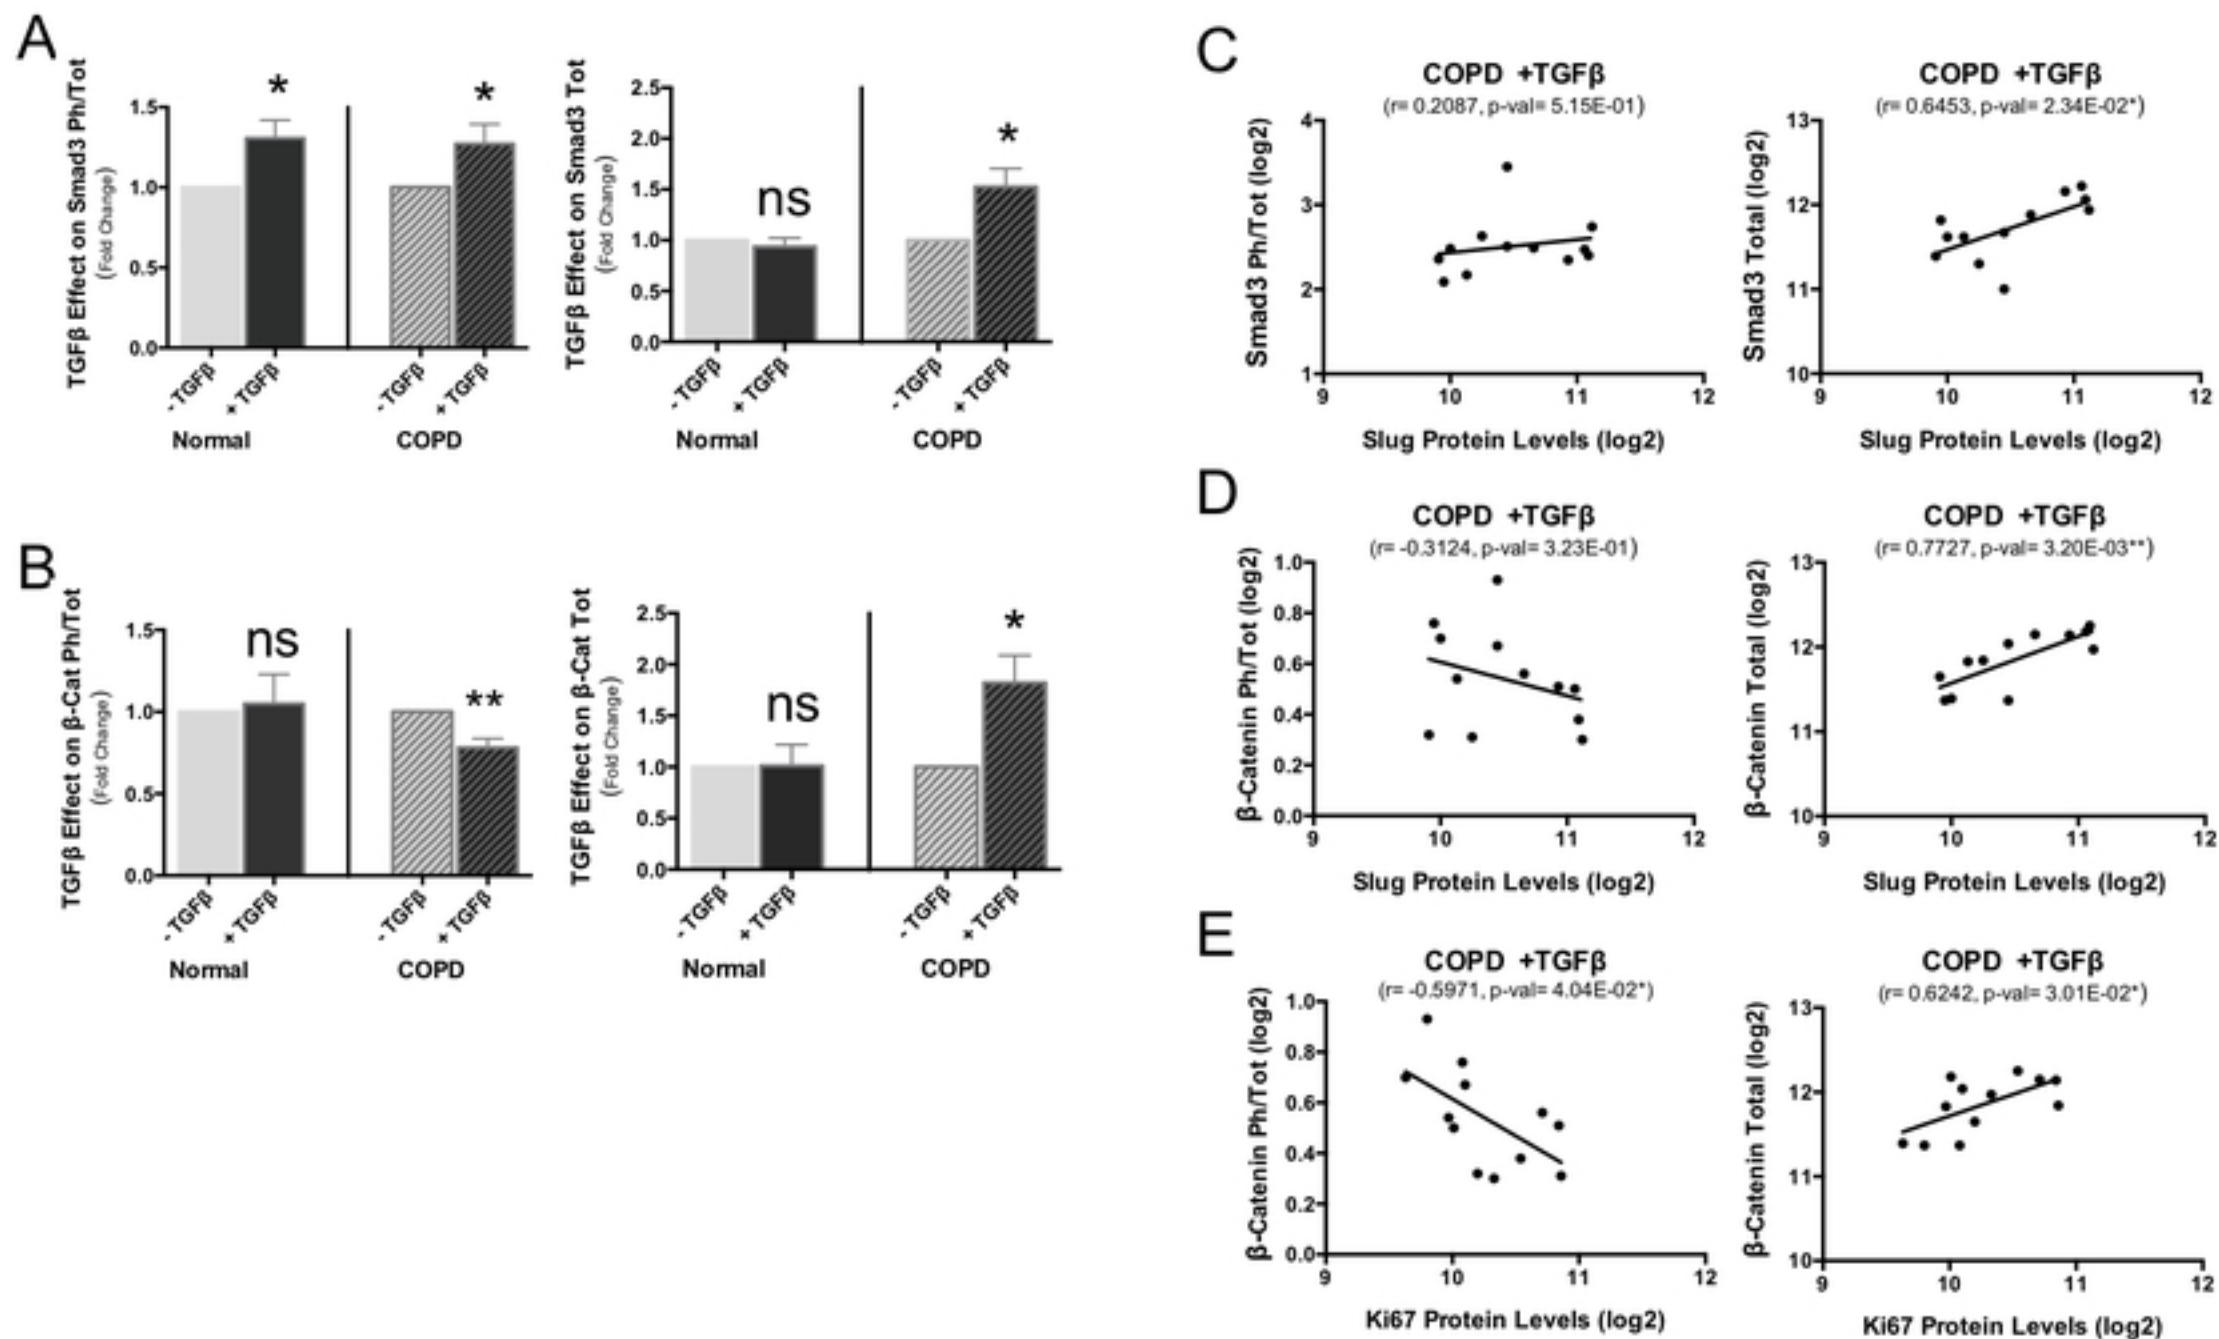 A
TGFβ Effect on Smad3 Ph/Tot
(Fold Change)
1.5
1.0
0.5
0.0
*
*
- TGFβ
+ TGFβ
- TGFβ
+ TGFβ
Normal
COPD
TGFβ Effect on Smad3 Tot
(Fold Change)
2.5
2.0
1.5
1.0
0.5
0.0
ns
*
- TGFβ
+ TGFβ
- TGFβ
+ TGFβ
Normal
COPD
B
TGFβ Effect on β-Cat Ph/Tot
(Fold Change)
1.5
1.0
0.5
0.0
ns
**
- TGFβ
+ TGFβ
- TGFβ
+ TGFβ
Normal
COPD
TGFβ Effect on β-Cat Tot
(Fold Change)
2.5
2.0
1.5
1.0
0.5
0.0
ns
*
- TGFβ
+ TGFβ
- TGFβ
+ TGFβ
Normal
COPD
C
COPD +TGFβ
(r= 0.2087, p-val= 5.15E-01)
Smad3 Ph/Tot (log2)
4
3
2
1
9 10 11 12
Slug Protein Levels (log2)
COPD +TGFβ
(r= 0.6453, p-val= 2.34E-02*)
Smad3 Total (log2)
13
12
11
10
9 10 11 12
Slug Protein Levels (log2)
D
COPD +TGFβ
(r= -0.3124, p-val= 3.23E-01)
β-Catenin Ph/Tot (log2)
1.0
0.8
0.6
0.4
0.2
0.0
9 10 11 12
Slug Protein Levels (log2)
COPD +TGFβ
(r= 0.7727, p-val= 3.20E-03**)
β-Catenin Total (log2)
13
12
11
10
9 10 11 12
Slug Protein Levels (log2)
E
COPD +TGFβ
(r= -0.5971, p-val= 4.04E-02*)
β-Catenin Ph/Tot (log2)
1.0
0.8
0.6
0.4
0.2
0.0
9 10 11 12
Ki67 Protein Levels (log2)
COPD +TGFβ
(r= 0.6242, p-val= 3.01E-02*)
β-Catenin Total (log2)
13
12
11
10
9 10 11 12
Ki67 Protein Levels (log2)